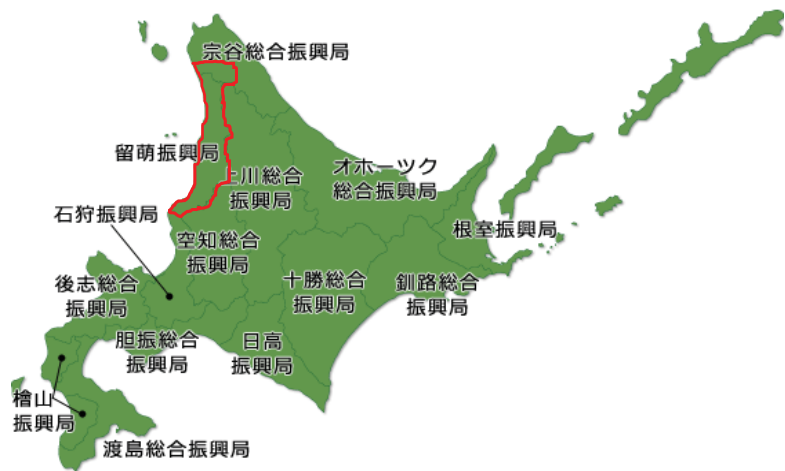 宗谷総合振興局
留萌振興局
上川総合
振興局
オホーツク
総合振興局
石狩振興局
空知総合
振興局
根室振興局
後志総合
振興局
十勝総合
振興局
釧路総合
振興局
胆振総合
振興局
日高
振興局
檜山
振興局
渡島総合振興局